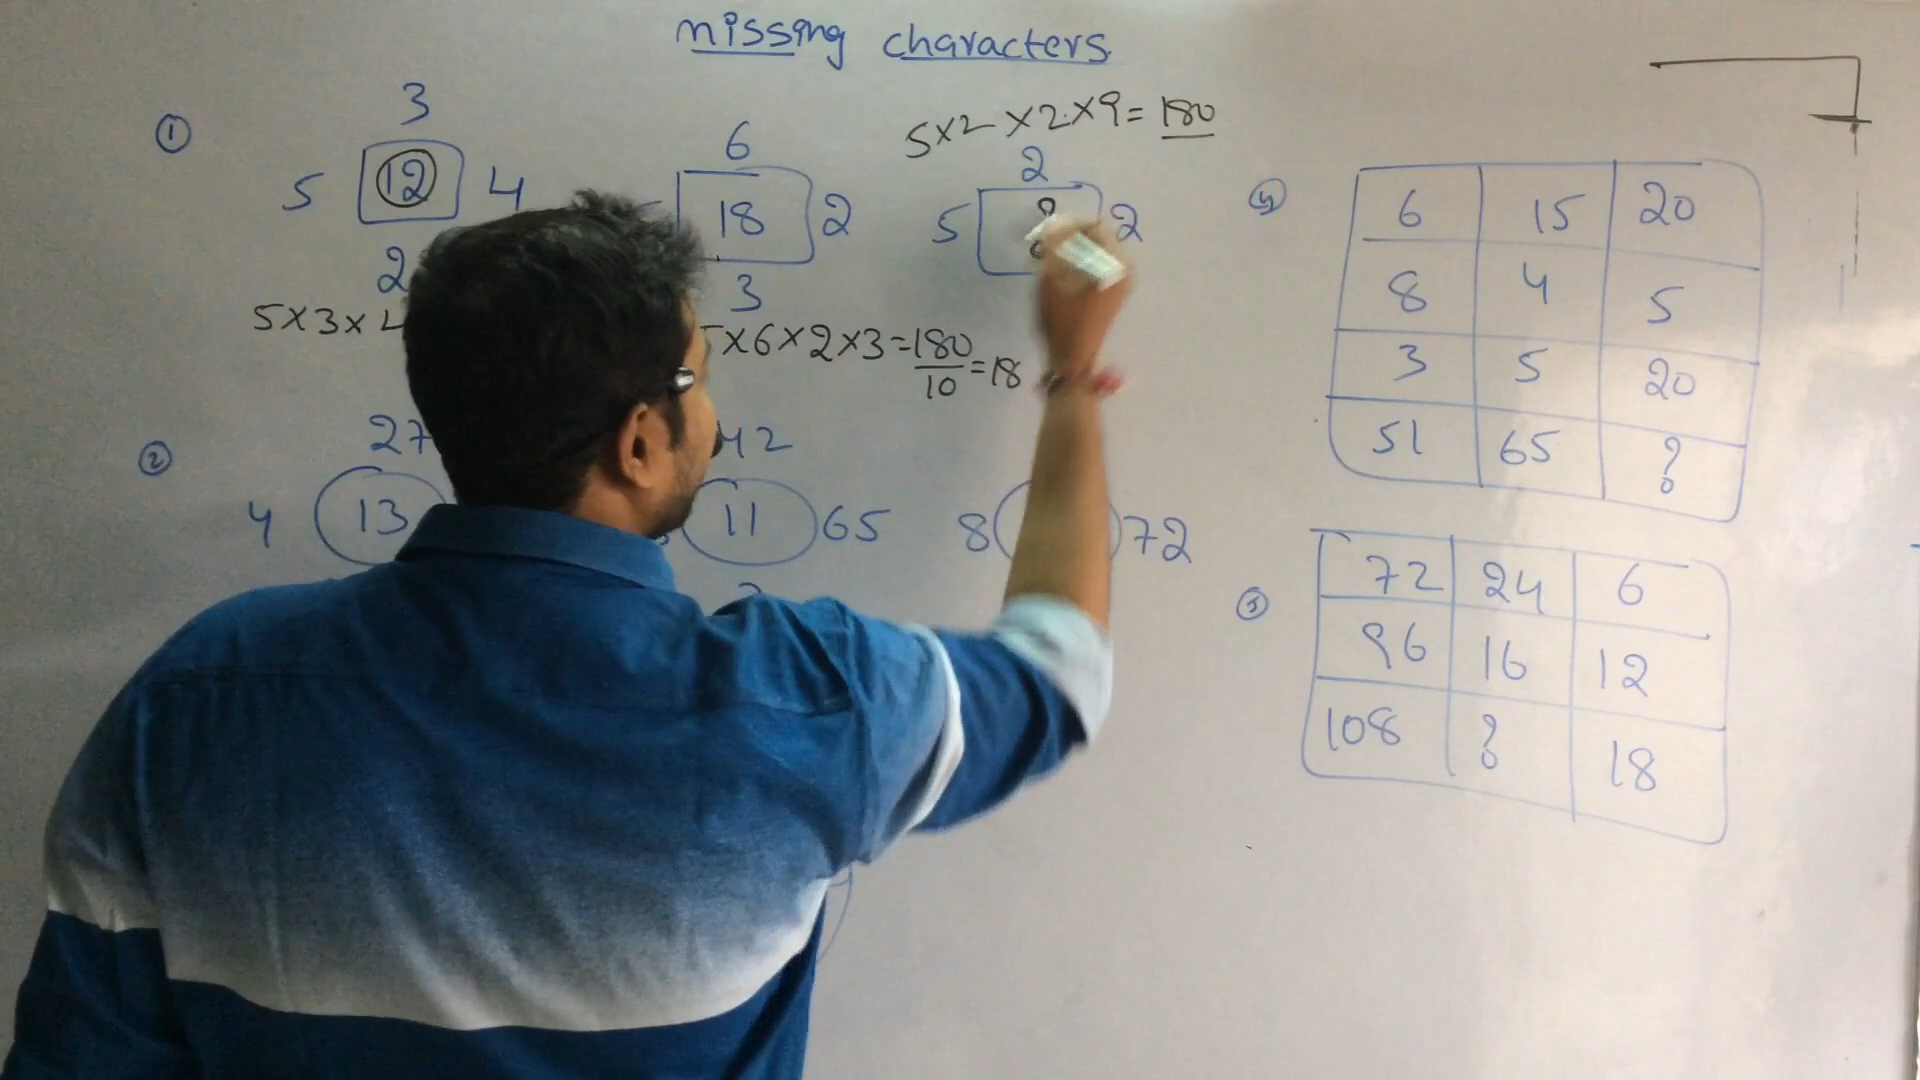 missing characters.
① 3
5 12 4
2
5×3×
6
18 2
3
×6×2×3=180
10 =18
5×2×2×9=180
2
5 2
② 27
4 13
42
11 65
8 72
④ 6 15 20
8 4 5
3 5 20
51 65 ?
⑤ 72 24 6
96 16 12
108 ? 18